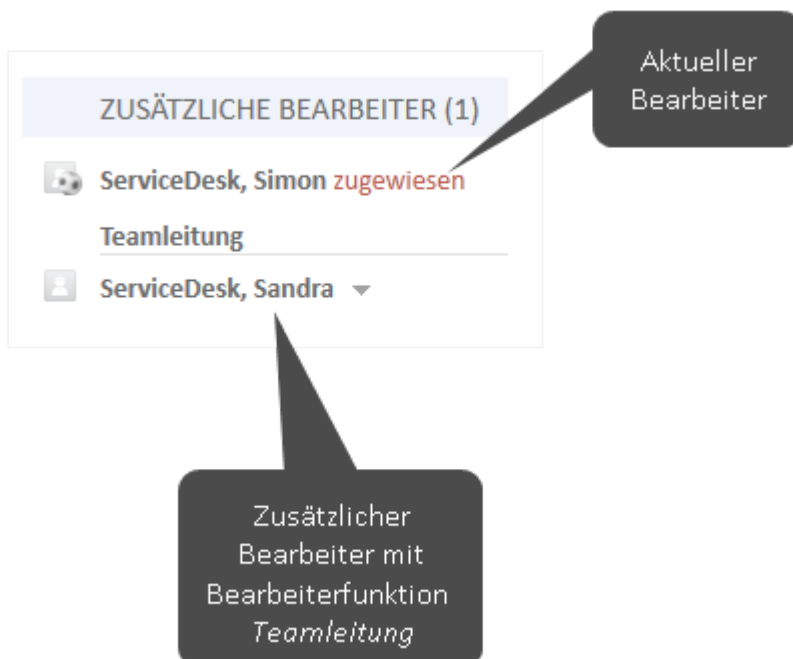 Aktueller
Bearbeiter
ZUSÄTZLICHE BEARBEITER (1)
ServiceDesk, Simon zugewiesen
Teamleitung
ServiceDesk, Sandra
Zusätzlicher
Bearbeiter mit
Bearbeiterfunktion
Teamleitung